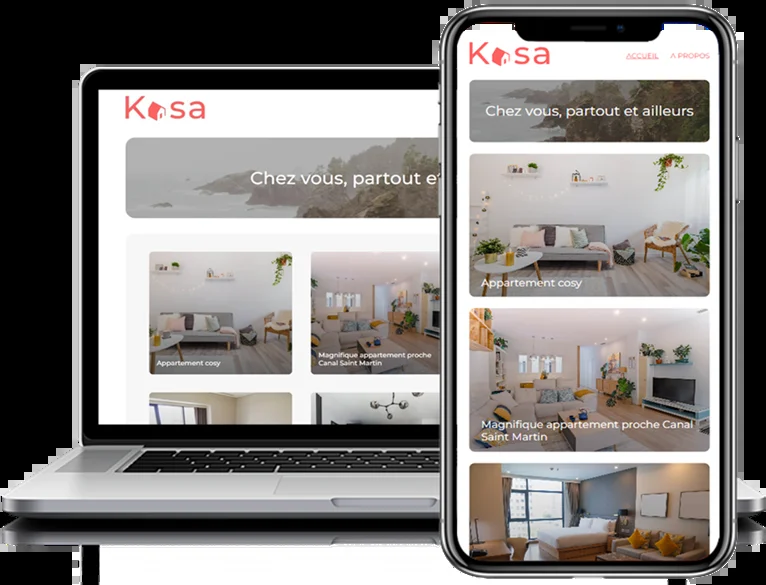 Kasa
Chez vous, partout et
Appartement cosy
Magnifique appartement proche
Canal Saint Martin
Kasa
ACCUEIL
A PROPOS
Chez vous, partout et ailleurs
Appartement cosy
Magnifique appartement proche Canal
Saint Martin